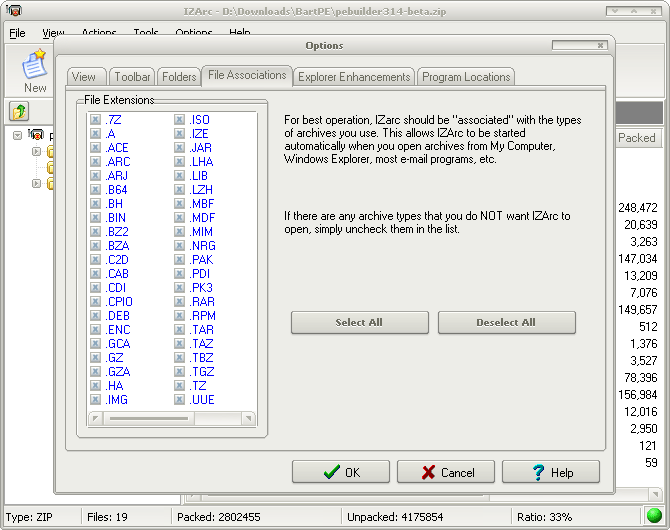 IZArc - D:\Downloads\BartPE\pebuilder314-beta.zip
File View Actions Tools Options Help
New
Options
View Toolbar Folders File Associations Explorer Enhancements Program Locations
File Extensions
.7Z .ISO
.A .IZE
.ACE .JAR
.ARC .LHA
.ARJ .LIB
.B64 .LZH
.BH .MBF
.BIN .MDF
.BZ2 .MIM
.BZA .NRG
.C2D .PAK
.CAB .PDI
.CDI .PK3
.CPIO .RAR
.DEB .RPM
.ENC .TAR
.GCA .TAZ
.GZ .TBZ
.GZA .TGZ
.HA .TZ
.IMG .UUE
For best operation, IZarc should be "associated" with the types
of archives you use. This allows IZArc to be started
automatically when you open archives from My Computer,
Windows Explorer, most e-mail programs, etc.
If there are any archive types that you do NOT want IZArc to
open, simply uncheck them in the list.
Select All Deselect All
OK Cancel Help
Packed
248,472
20,639
3,263
147,034
13,209
7,076
149,657
512
1,376
3,527
78,396
156,984
12,016
2,950
121
59
Type: ZIP Files: 19 Packed: 2802455 Unpacked: 4175854 Ratio: 33%